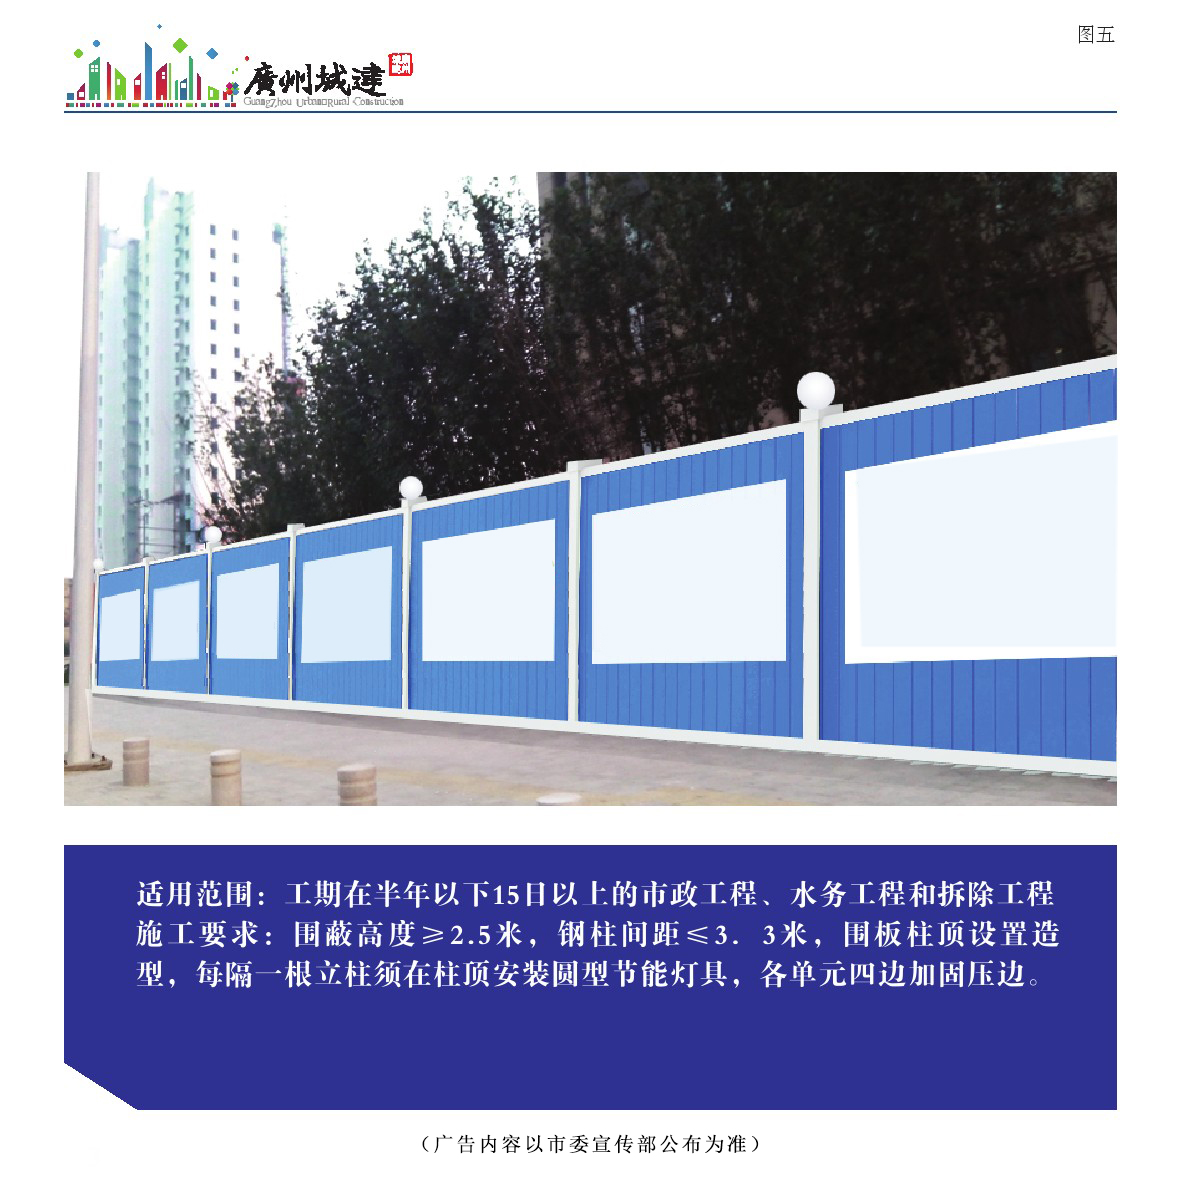 图五
廣州城建
GuangZhou Urban□Rural Construction
适用范围：工期在半年以下15日以上的市政工程、水务工程和拆除工程
施工要求：围蔽高度≥2.5米，钢柱间距≤3．3米，围板柱顶设置造
型，每隔一根立柱须在柱顶安装圆型节能灯具，各单元四边加固压边。
（广告内容以市委宣传部公布为准）